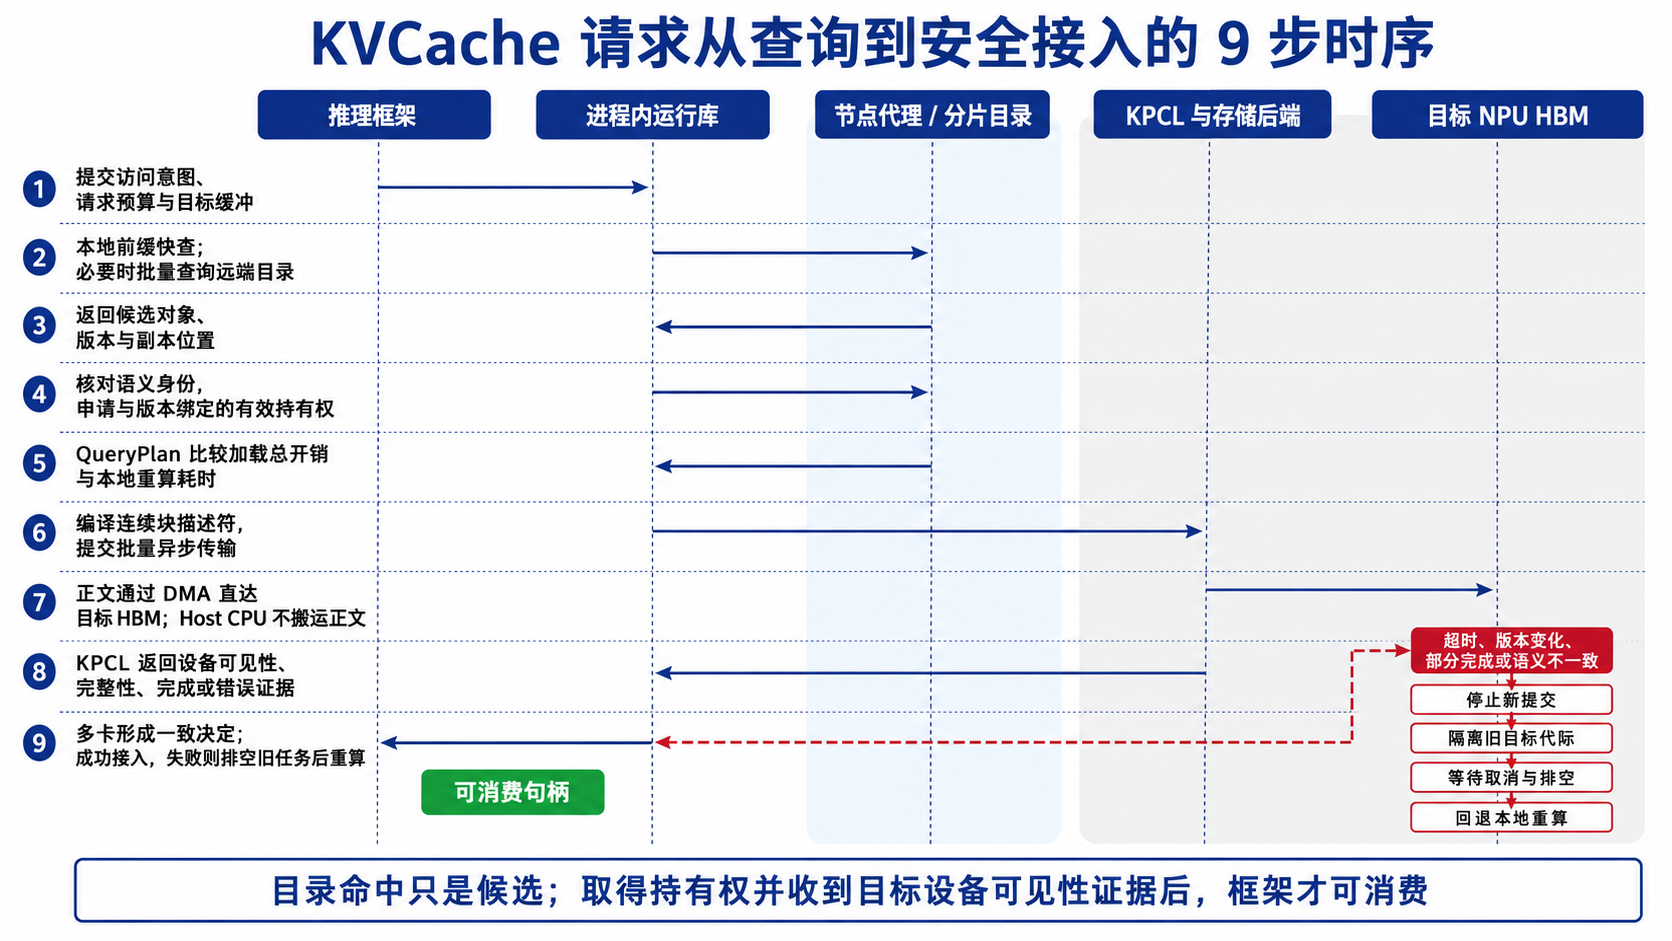 KVCache 请求从查询到安全接入的 9 步时序
推理框架
进程内运行库
节点代理 / 分片目录
KPCL 与存储后端
目标 NPU HBM
1
提交访问意图、
请求预算与目标缓冲
2
本地前缓快查；
必要时批量查询远端目录
3
返回候选对象、
版本与副本位置
4
核对语义身份，
申请与版本绑定的有效持有权
5
QueryPlan 比较加载总开销
与本地重算耗时
6
编译连续块描述符，
提交批量异步传输
7
正文通过 DMA 直达
目标 HBM；Host CPU 不搬运正文
8
KPCL 返回设备可见性、
完整性、完成或错误证据
9
多卡形成一致决定；
成功接入，失败则排空旧任务后重算
可消费句柄
超时、版本变化、
部分完成或语义不一致
停止新提交
隔离旧目标代际
等待取消与排空
回退本地重算
目录命中只是候选；取得持有权并收到目标设备可见性证据后，框架才可消费